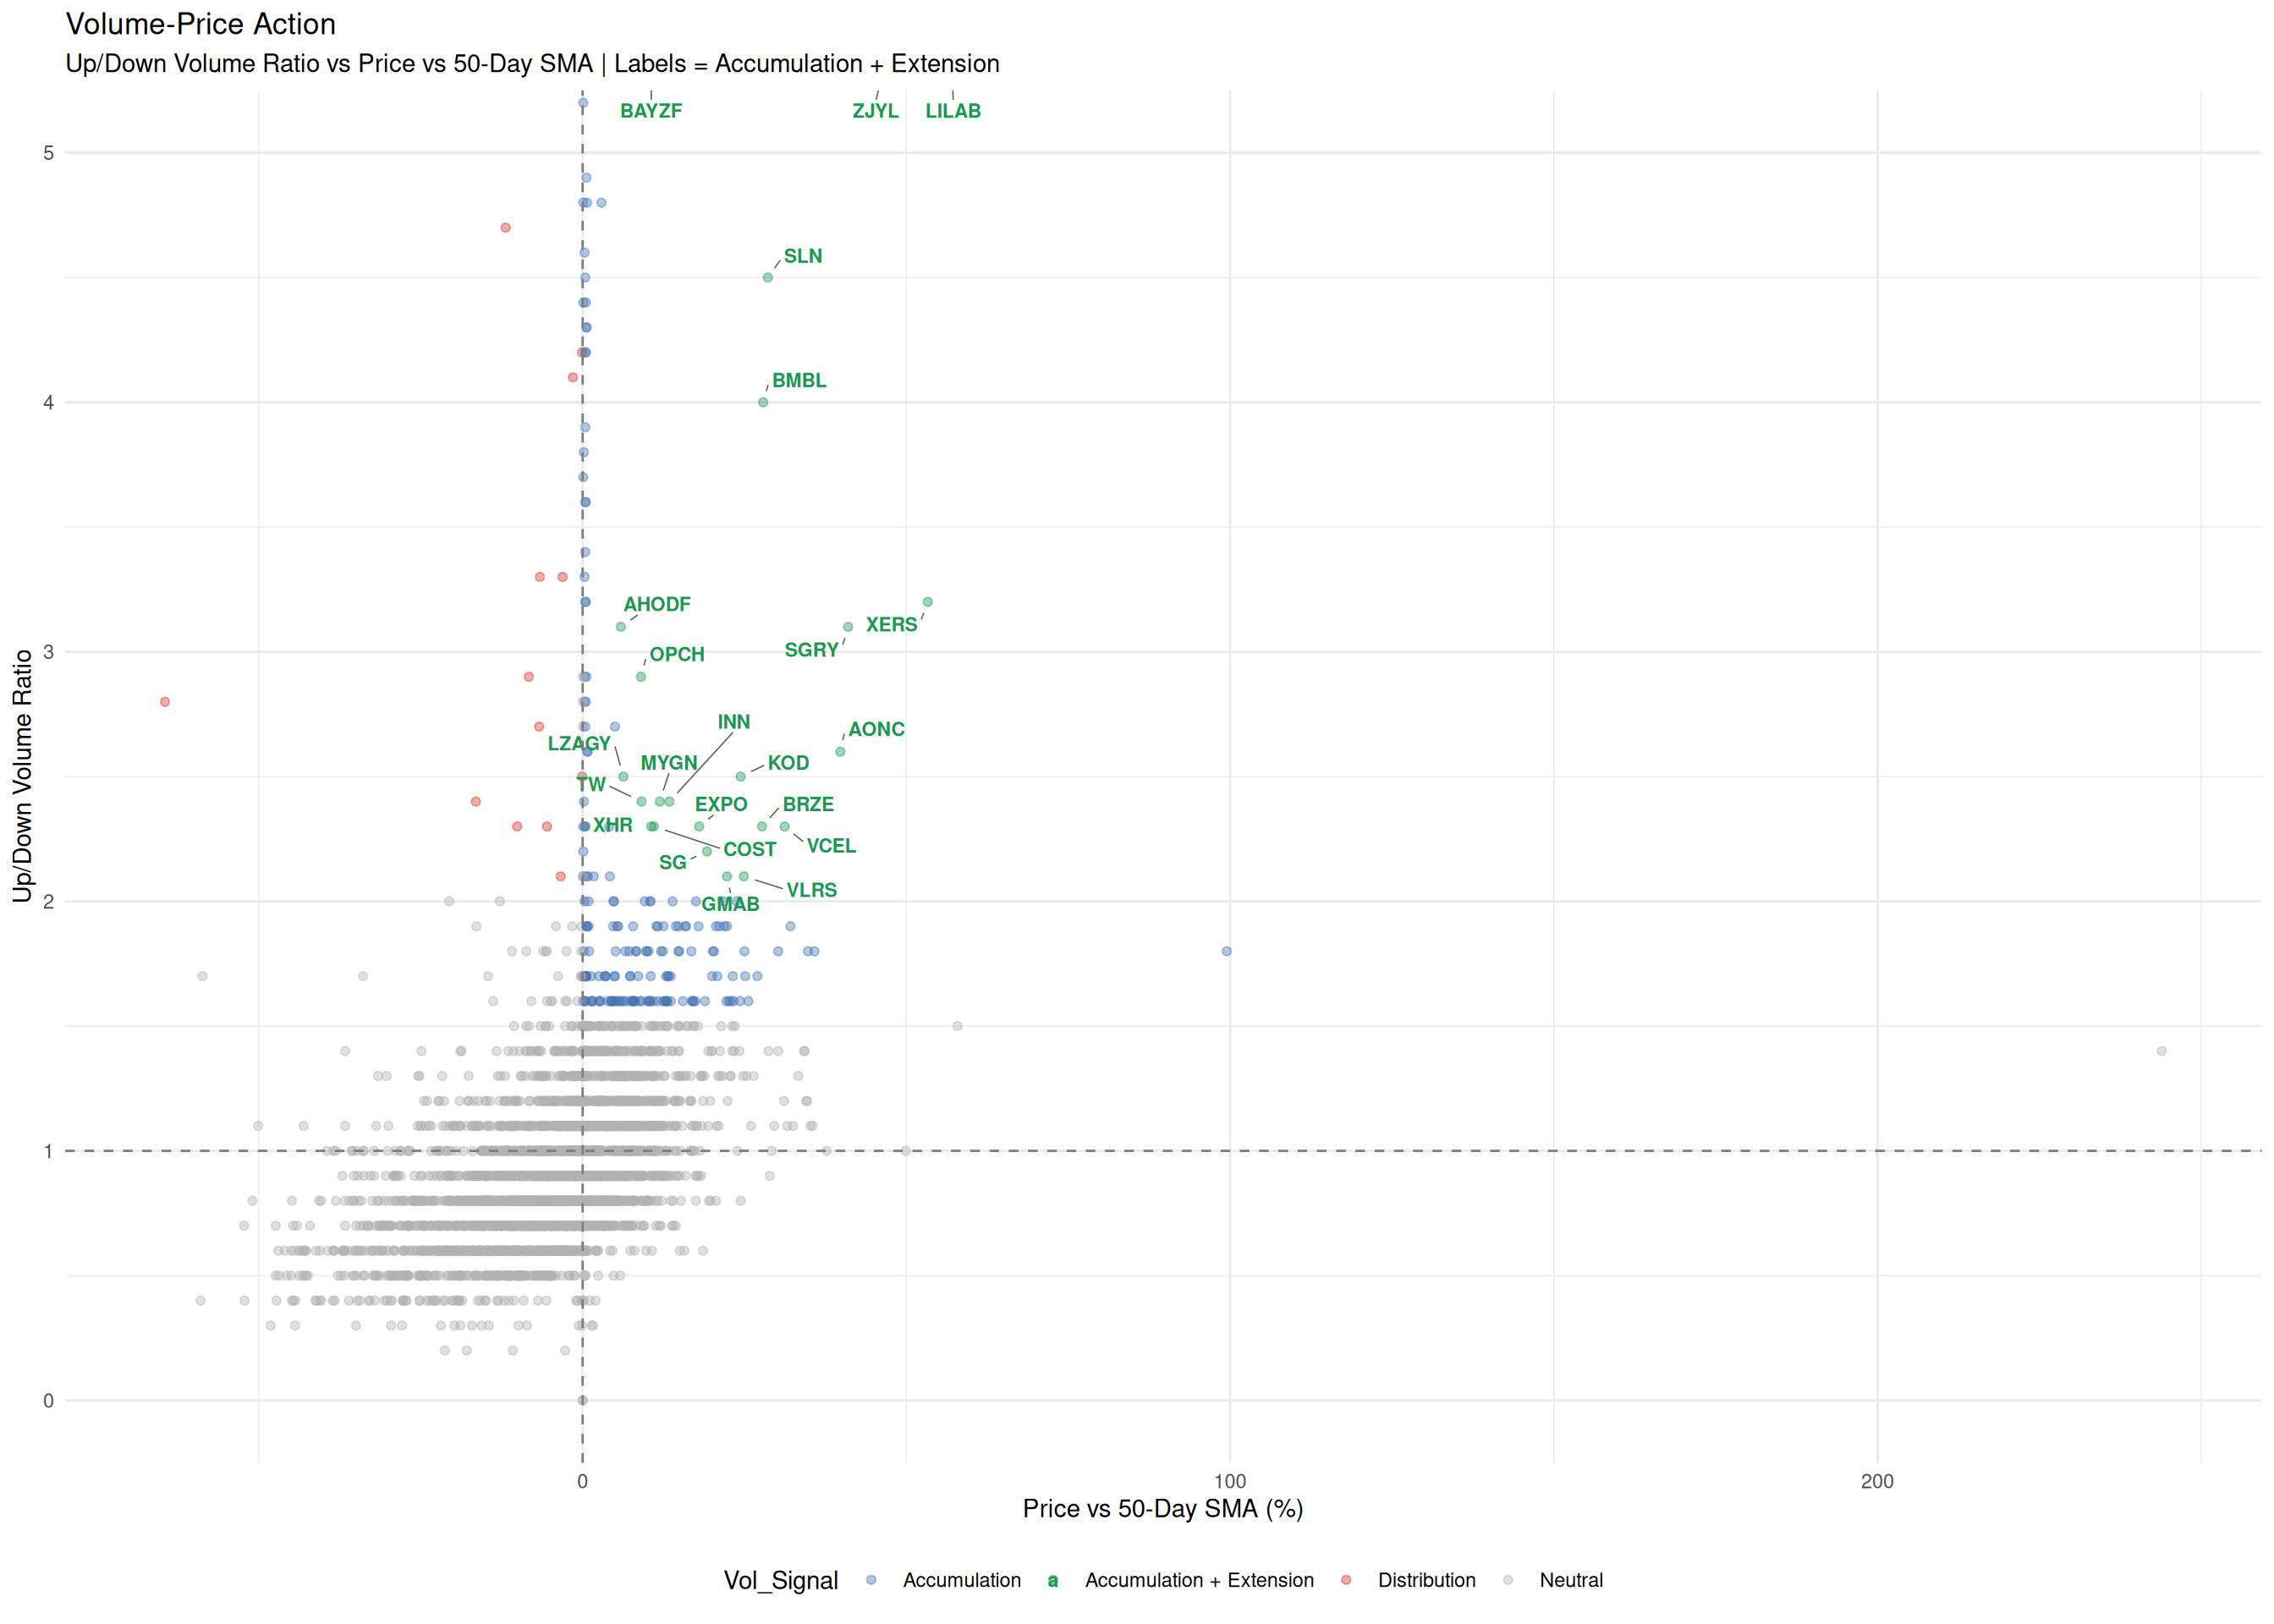 Volume-Price Action
Up/Down Volume Ratio vs Price vs 50-Day SMA | Labels = Accumulation + Extension
BAYZF
ZJYL
LILAB
5
SLN
BMBL
4
AHODF
XERS
SGRY
3
OPCH
INN
AONC
LZAGY
MYGN
KOD
TW
EXPO
BRZE
XHR
COST
VCEL
SG
VLRS
GMAB
2
1
0
Up/Down Volume Ratio
0
100
200
Price vs 50-Day SMA (%)
Vol_Signal
Accumulation
a
Accumulation + Extension
Distribution
Neutral